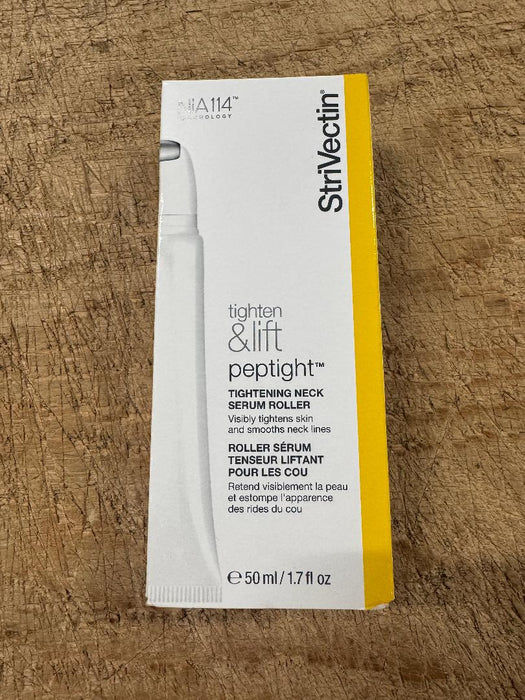 NIA114™
TECHNOLOGY
StriVectin®
tighten
&lift
peptight™
TIGHTENING NECK
SERUM ROLLER
Visibly tightens skin
and smooths neck lines
ROLLER SÉRUM
TENSEUR LIFTANT
POUR LES COU
Retend visiblement la peau
et estompe l'apparence
des rides du cou
℮ 50 ml / 1.7 fl oz